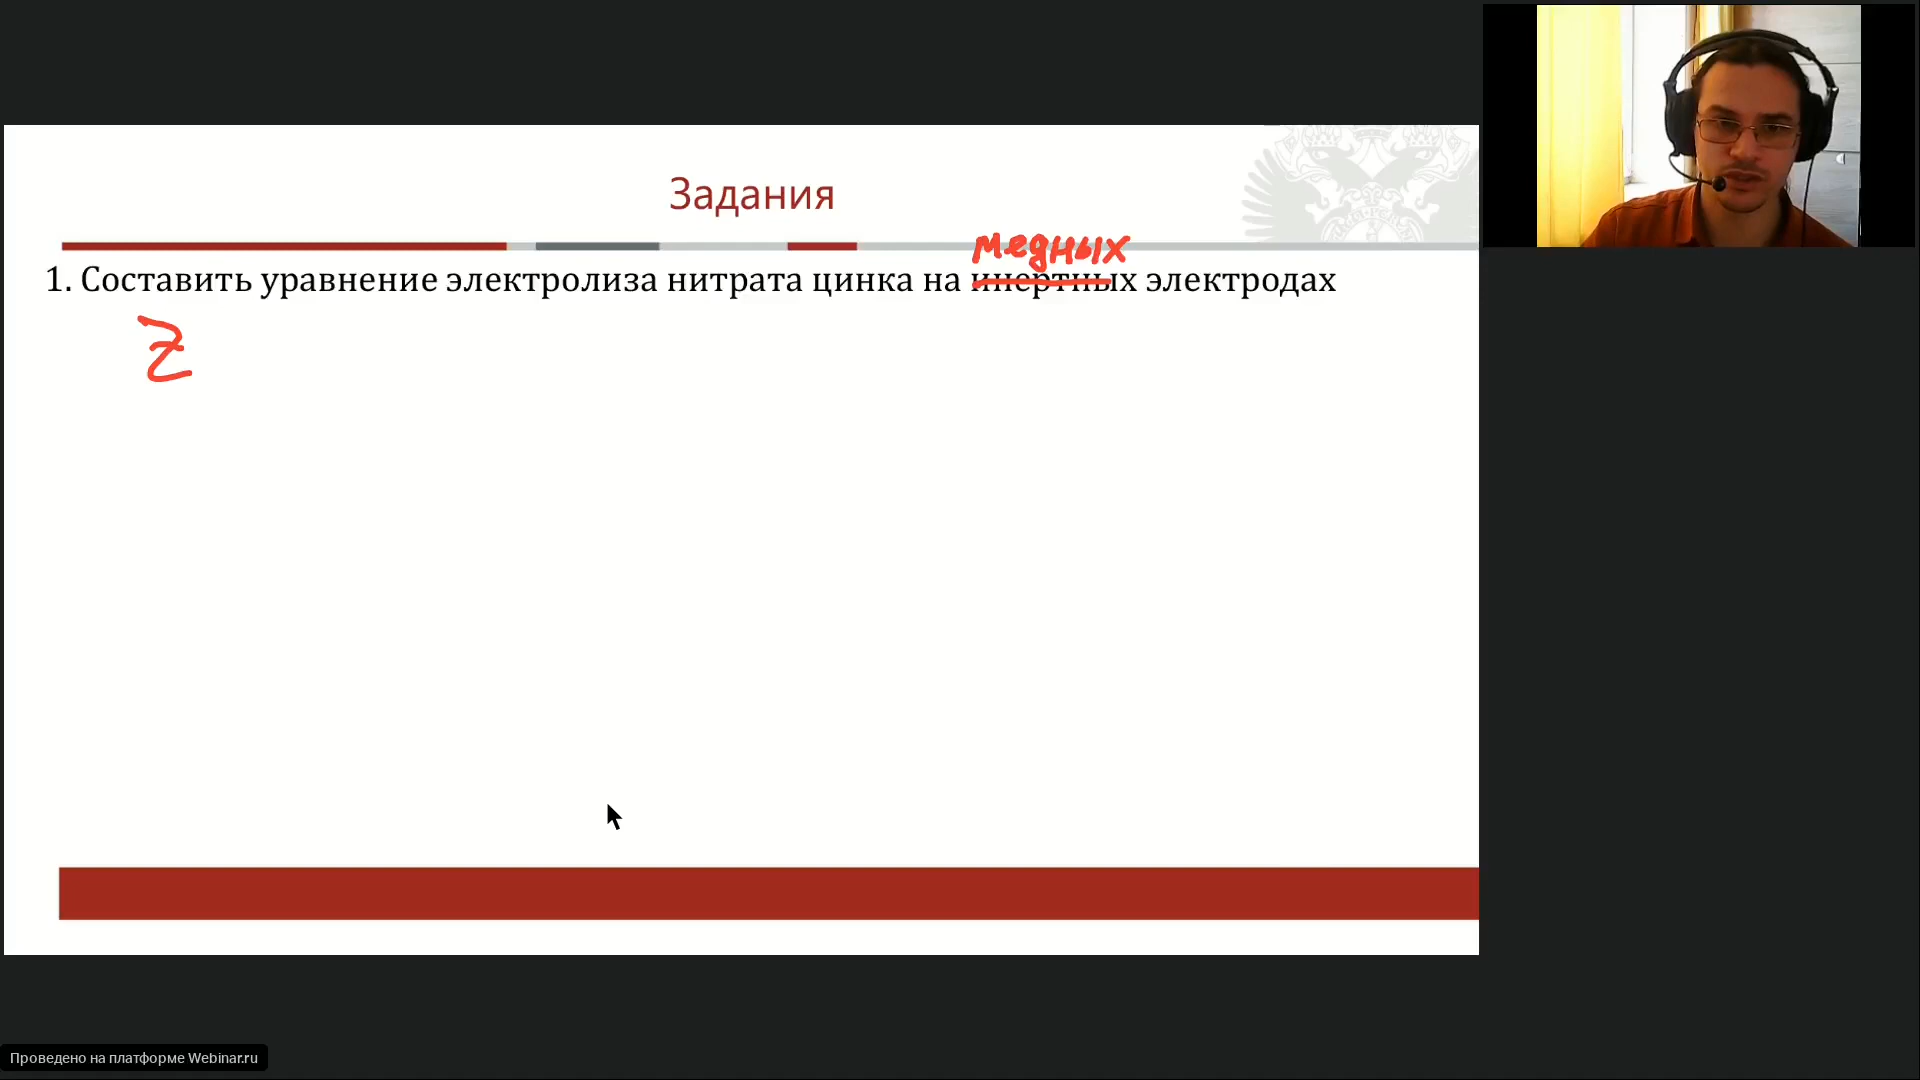 Задания
медных
1. Составить уравнение электролиза нитрата цинка на инертных электродах
Z
Проведено на платформе Webinar.ru